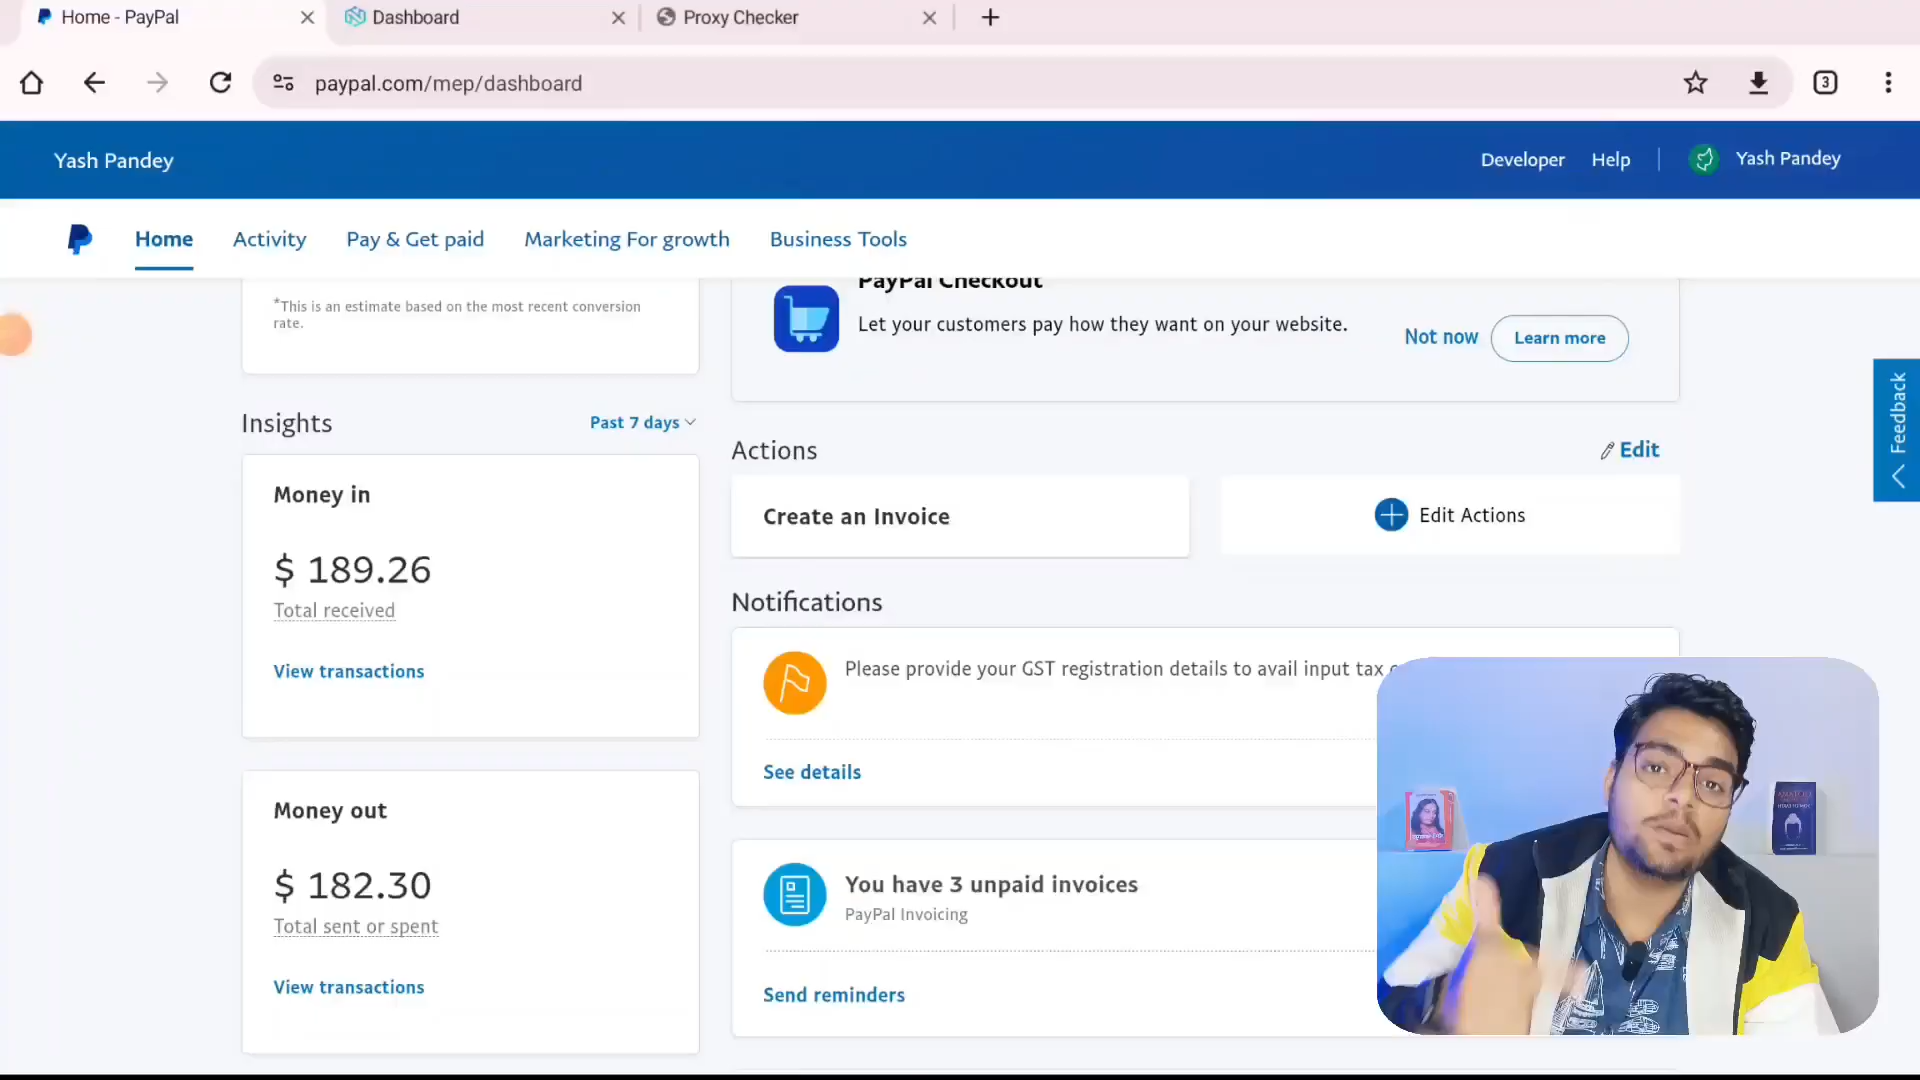 Home - PayPal
Dashboard
Proxy Checker
paypal.com/mep/dashboard
3
Yash Pandey
Developer
Help
Yash Pandey
Home
Activity
Pay & Get paid
Marketing For growth
Business Tools
*This is an estimate based on the most recent conversion
rate.
PayPal Checkout
Let your customers pay how they want on your website.
Not now
Learn more
Feedback
Insights
Past 7 days
Money in
$ 189.26
Total received
View transactions
Money out
$ 182.30
Total sent or spent
View transactions
Actions
Edit
Create an Invoice
Edit Actions
Notifications
Please provide your GST registration details to avail input tax
See details
You have 3 unpaid invoices
PayPal Invoicing
Send reminders